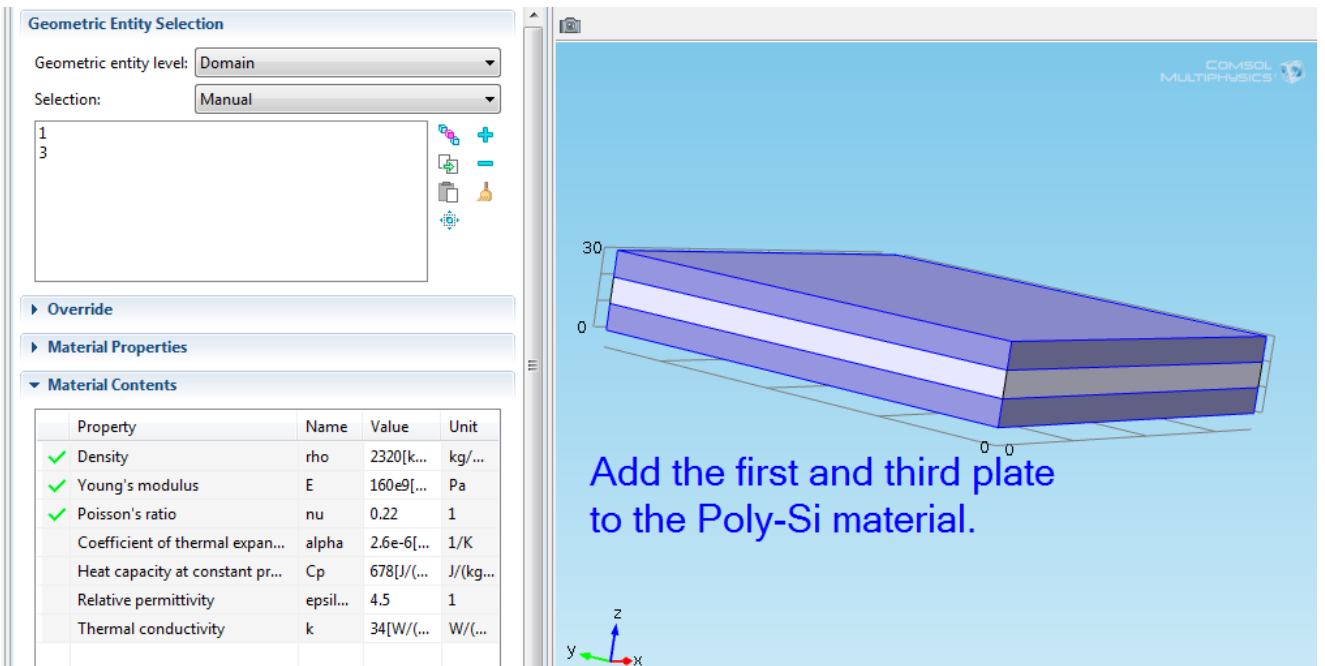 Geometric Entity Selection
Geometric entity level: Domain
Selection: Manual
1
3
Override
Material Properties
Material Contents
Property Name Value Unit
Density rho 2320[k... kg/...
Young's modulus E 160e9[... Pa
Poisson's ratio nu 0.22 1
Coefficient of thermal expan... alpha 2.6e-6[... 1/K
Heat capacity at constant pr... Cp 678[J/(... J/(kg...
Relative permittivity epsil... 4.5 1
Thermal conductivity k 34[W/(... W/(...
COMSOL
MULTIPHYSICS
30
0
0 0
Add the first and third plate
to the Poly-Si material.
z
y x